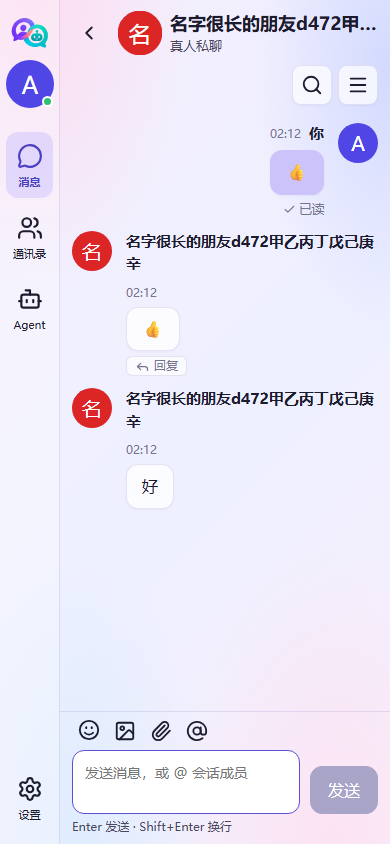 名 名字很长的朋友d472甲...
真人私聊
A
消息
通讯录
Agent
设置
02:12 你
A
👍
已读
名 名字很长的朋友d472甲乙丙丁戊己庚
辛
02:12
👍
回复
名 名字很长的朋友d472甲乙丙丁戊己庚
辛
02:12
好
发送消息，或 @ 会话成员
发送
Enter 发送 · Shift+Enter 换行